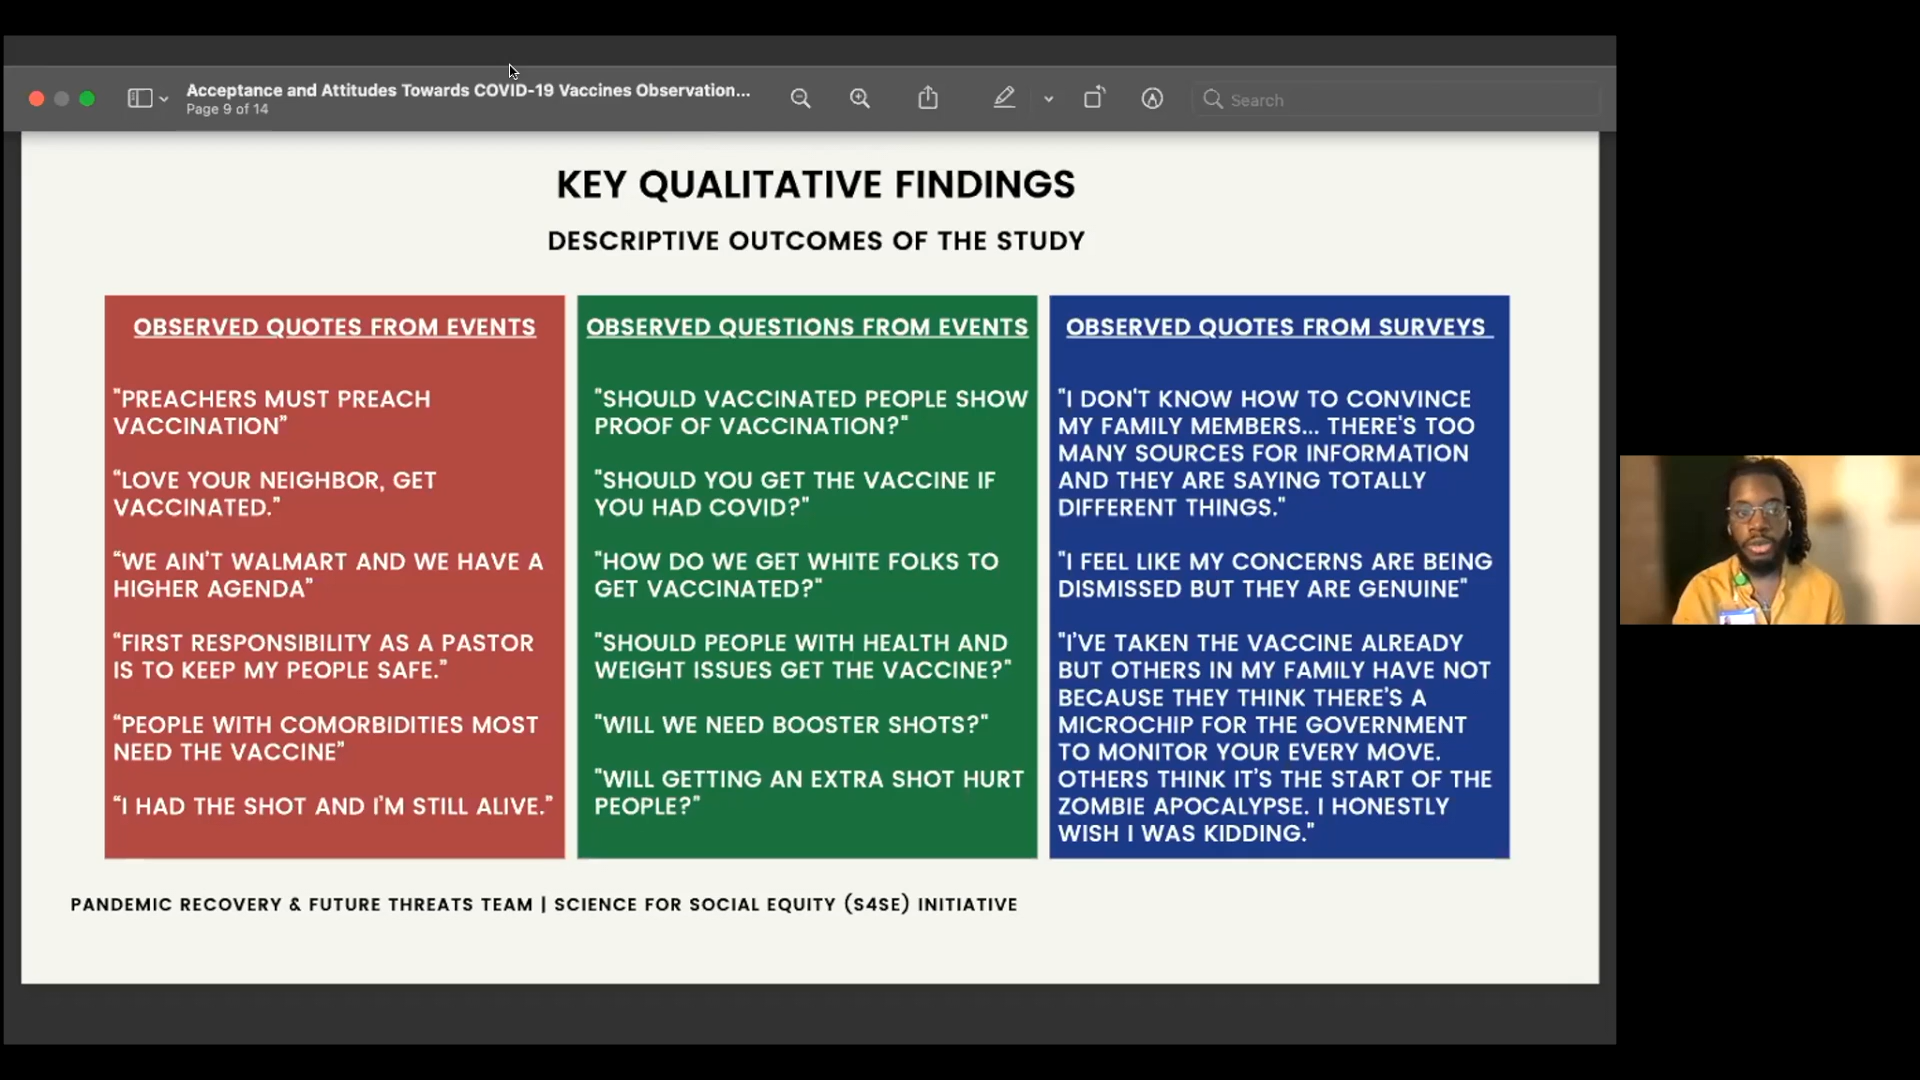 Acceptance and Attitudes Towards COVID-19 Vaccines Observation...
Page 9 of 14
Search
KEY QUALITATIVE FINDINGS
DESCRIPTIVE OUTCOMES OF THE STUDY
OBSERVED QUOTES FROM EVENTS
"PREACHERS MUST PREACH
VACCINATION”
“LOVE YOUR NEIGHBOR, GET
VACCINATED.”
“WE AIN’T WALMART AND WE HAVE A
HIGHER AGENDA”
“FIRST RESPONSIBILITY AS A PASTOR
IS TO KEEP MY PEOPLE SAFE.”
“PEOPLE WITH COMORBIDITIES MOST
NEED THE VACCINE”
“I HAD THE SHOT AND I’M STILL ALIVE.”
OBSERVED QUESTIONS FROM EVENTS
"SHOULD VACCINATED PEOPLE SHOW
PROOF OF VACCINATION?"
"SHOULD YOU GET THE VACCINE IF
YOU HAD COVID?"
"HOW DO WE GET WHITE FOLKS TO
GET VACCINATED?"
"SHOULD PEOPLE WITH HEALTH AND
WEIGHT ISSUES GET THE VACCINE?"
"WILL WE NEED BOOSTER SHOTS?"
"WILL GETTING AN EXTRA SHOT HURT
PEOPLE?"
OBSERVED QUOTES FROM SURVEYS
"I DON'T KNOW HOW TO CONVINCE
MY FAMILY MEMBERS... THERE'S TOO
MANY SOURCES FOR INFORMATION
AND THEY ARE SAYING TOTALLY
DIFFERENT THINGS."
"I FEEL LIKE MY CONCERNS ARE BEING
DISMISSED BUT THEY ARE GENUINE"
"I'VE TAKEN THE VACCINE ALREADY
BUT OTHERS IN MY FAMILY HAVE NOT
BECAUSE THEY THINK THERE'S A
MICROCHIP FOR THE GOVERNMENT
TO MONITOR YOUR EVERY MOVE.
OTHERS THINK IT'S THE START OF THE
ZOMBIE APOCALYPSE. I HONESTLY
WISH I WAS KIDDING."
PANDEMIC RECOVERY & FUTURE THREATS TEAM | SCIENCE FOR SOCIAL EQUITY (S4SE) INITIATIVE